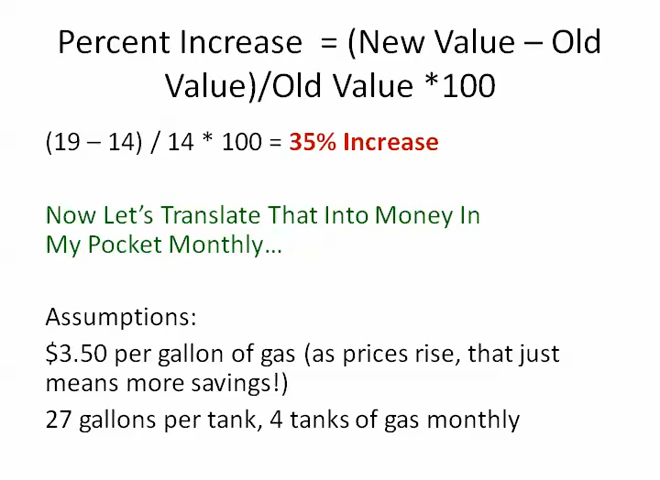 Percent Increase = (New Value – Old
Value)/Old Value *100
(19 – 14) / 14 * 100 = 35% Increase
Now Let's Translate That Into Money In
My Pocket Monthly...
Assumptions:
$3.50 per gallon of gas (as prices rise, that just
means more savings!)
27 gallons per tank, 4 tanks of gas monthly